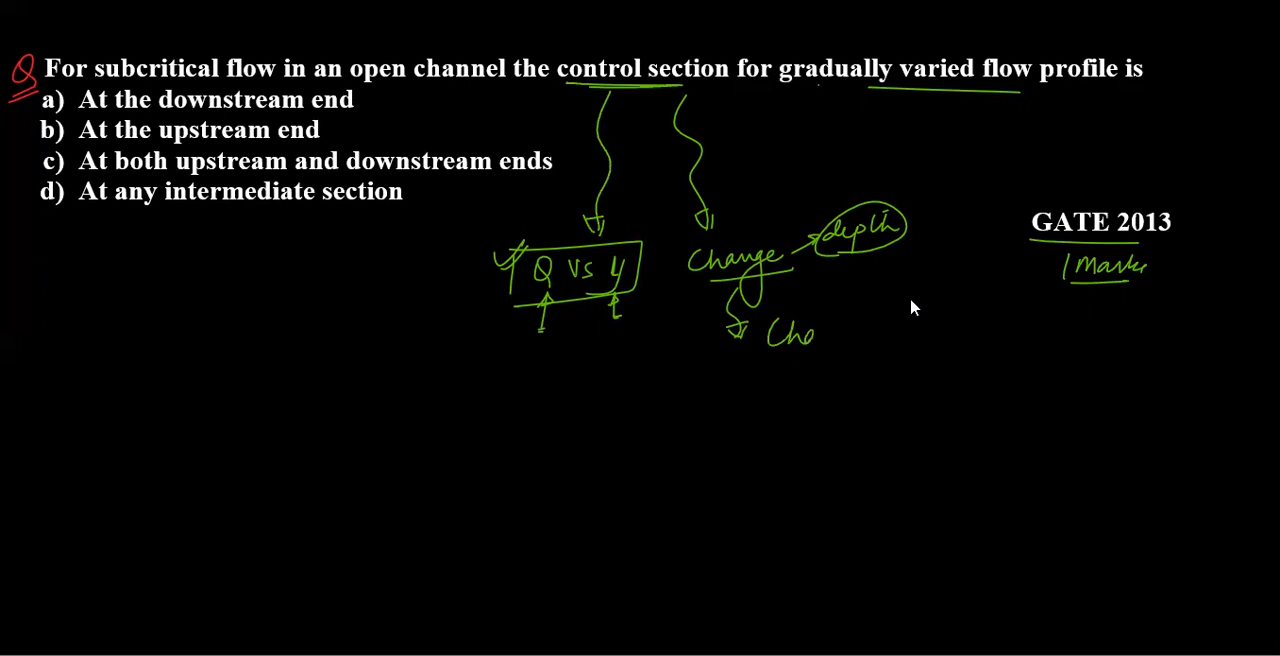 Q For subcritical flow in an open channel the control section for gradually varied flow profile is
a) At the downstream end
b) At the upstream end
c) At both upstream and downstream ends
d) At any intermediate section
GATE 2013
1 Marks
Q vs y
Change
depth
Cha